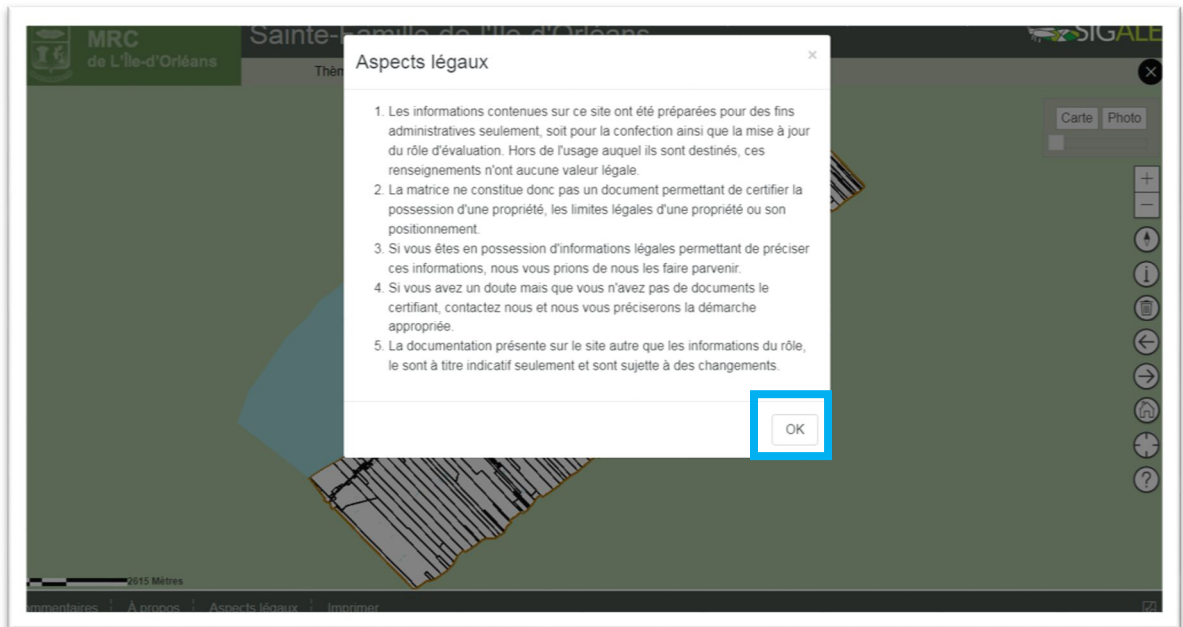 MRC
de L'Île-d'Orléans
Sainte-Famille de l'Ile d'Orléans
SIGALE
Thèm
Aspects légaux
×
1. Les informations contenues sur ce site ont été préparées pour des fins
administratives seulement, soit pour la confection ainsi que la mise à jour
du rôle d'évaluation. Hors de l'usage auquel ils sont destinés, ces
renseignements n'ont aucune valeur légale.
2. La matrice ne constitue donc pas un document permettant de certifier la
possession d'une propriété, les limites légales d'une propriété ou son
positionnement.
3. Si vous êtes en possession d'informations légales permettant de préciser
ces informations, nous vous prions de nous les faire parvenir.
4. Si vous avez un doute mais que vous n'avez pas de documents le
certifiant, contactez nous et nous vous préciserons la démarche
appropriée.
5. La documentation présente sur le site autre que les informations du rôle,
le sont à titre indicatif seulement et sont sujette à des changements.
OK
Carte Photo
2615 Mètres
ommentaires À propos Aspects légaux Imprimer